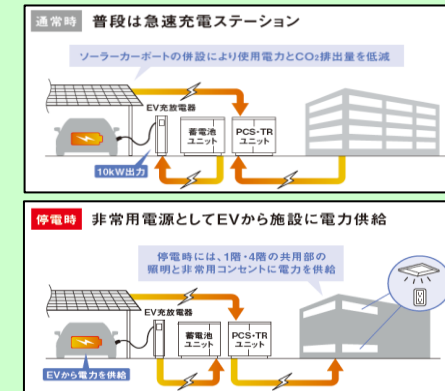 通常時 普段は急速充電ステーション
ソーラーカーポートの併設により使用電力とCO₂排出量を低減
EV充放電器
蓄電池
ユニット
PCS・TR
ユニット
10kW出力
停電時 非常用電源としてEVから施設に電力供給
停電時には、1階・4階の共用部の
照明と非常用コンセントに電力を供給
EV充放電器
蓄電池
ユニット
PCS・TR
ユニット
EVから電力を供給